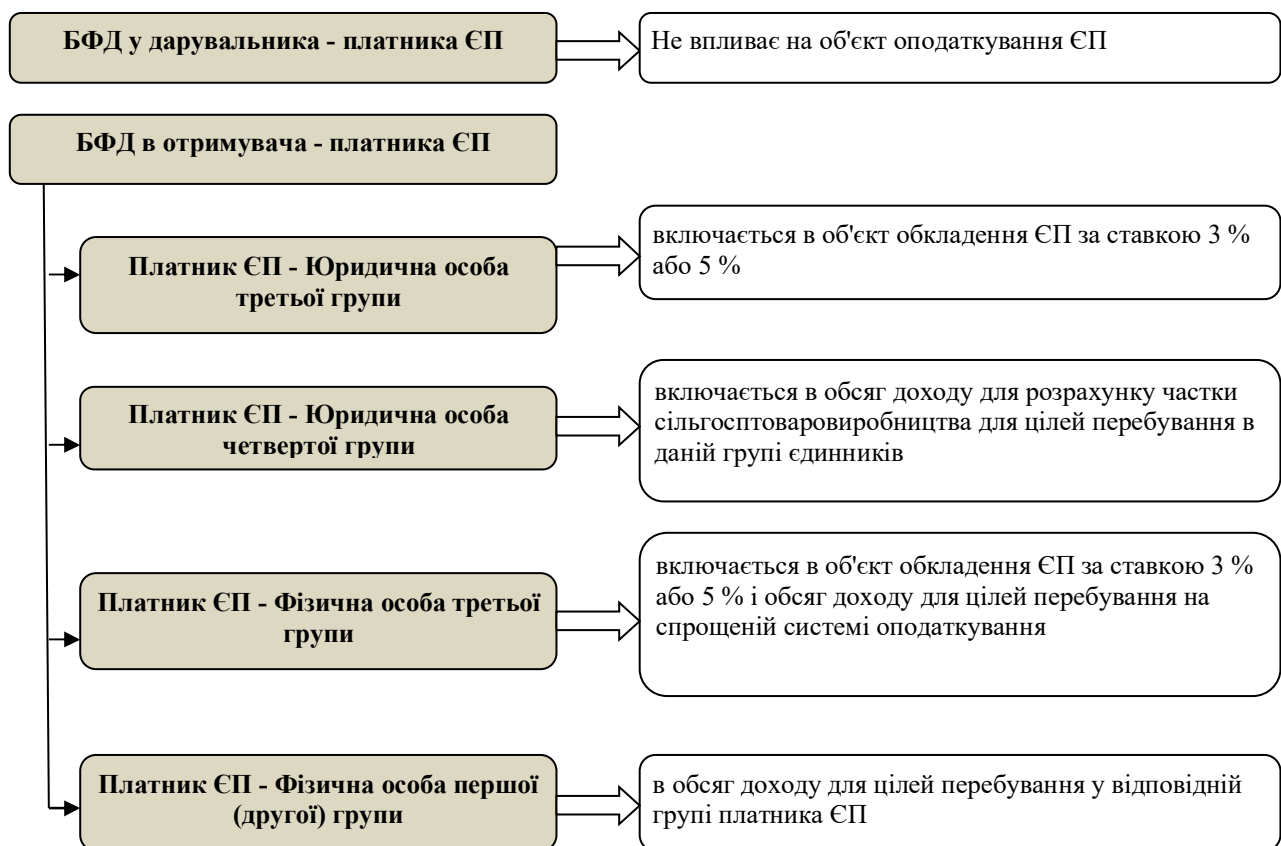 БФД у дарувальника - платника ЄП
Не впливає на об'єкт оподаткування ЄП
БФД в отримувача - платника ЄП
Платник ЄП - Юридична особа
третьої групи
включається в об'єкт обкладення ЄП за ставкою 3 %
або 5 %
Платник ЄП - Юридична особа
четвертої групи
включається в обсяг доходу для розрахунку частки
сільгосптоваровиробництва для цілей перебування в
даній групі єдинників
Платник ЄП - Фізична особа третьої
групи
включається в об'єкт обкладення ЄП за ставкою 3 %
або 5 % і обсяг доходу для цілей перебування на
спрощеній системі оподаткування
Платник ЄП - Фізична особа першої
(другої) групи
в обсяг доходу для цілей перебування у відповідній
групі платника ЄП